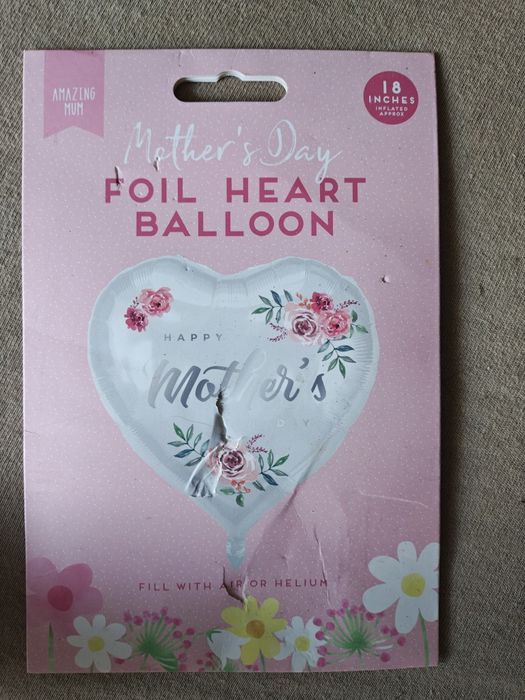 AMAZING
MUM
18
INCHES
INFLATED
APPROX
Mother's Day
FOIL HEART
BALLOON
HAPPY
Mother's
DAY
FILL WITH AIR OR HELIUM